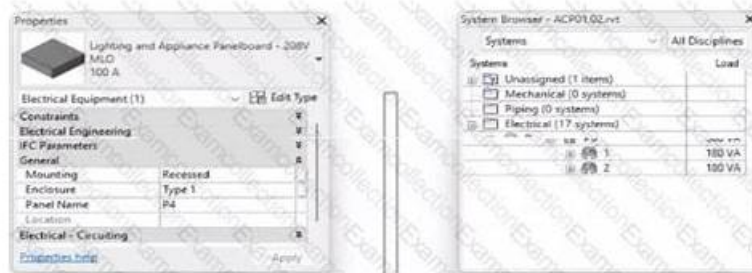 Properties
Lighting and Appliance Panelboard - 208V
MLO
100 A
Electrical Equipment (1)
Edit Type
Constraints
Electrical Engineering
IFC Parameters
General
Mounting Recessed
Enclosure Type 1
Panel Name P4
Location
Electrical - Circuiting
Properties help
Apply
System Browser - ACP01.02.rvt
Systems
All Disciplines
Systems Load
Unassigned (1 items)
Mechanical (0 systems)
Piping (0 systems)
Electrical (17 systems)
1 180 VA
2 180 VA